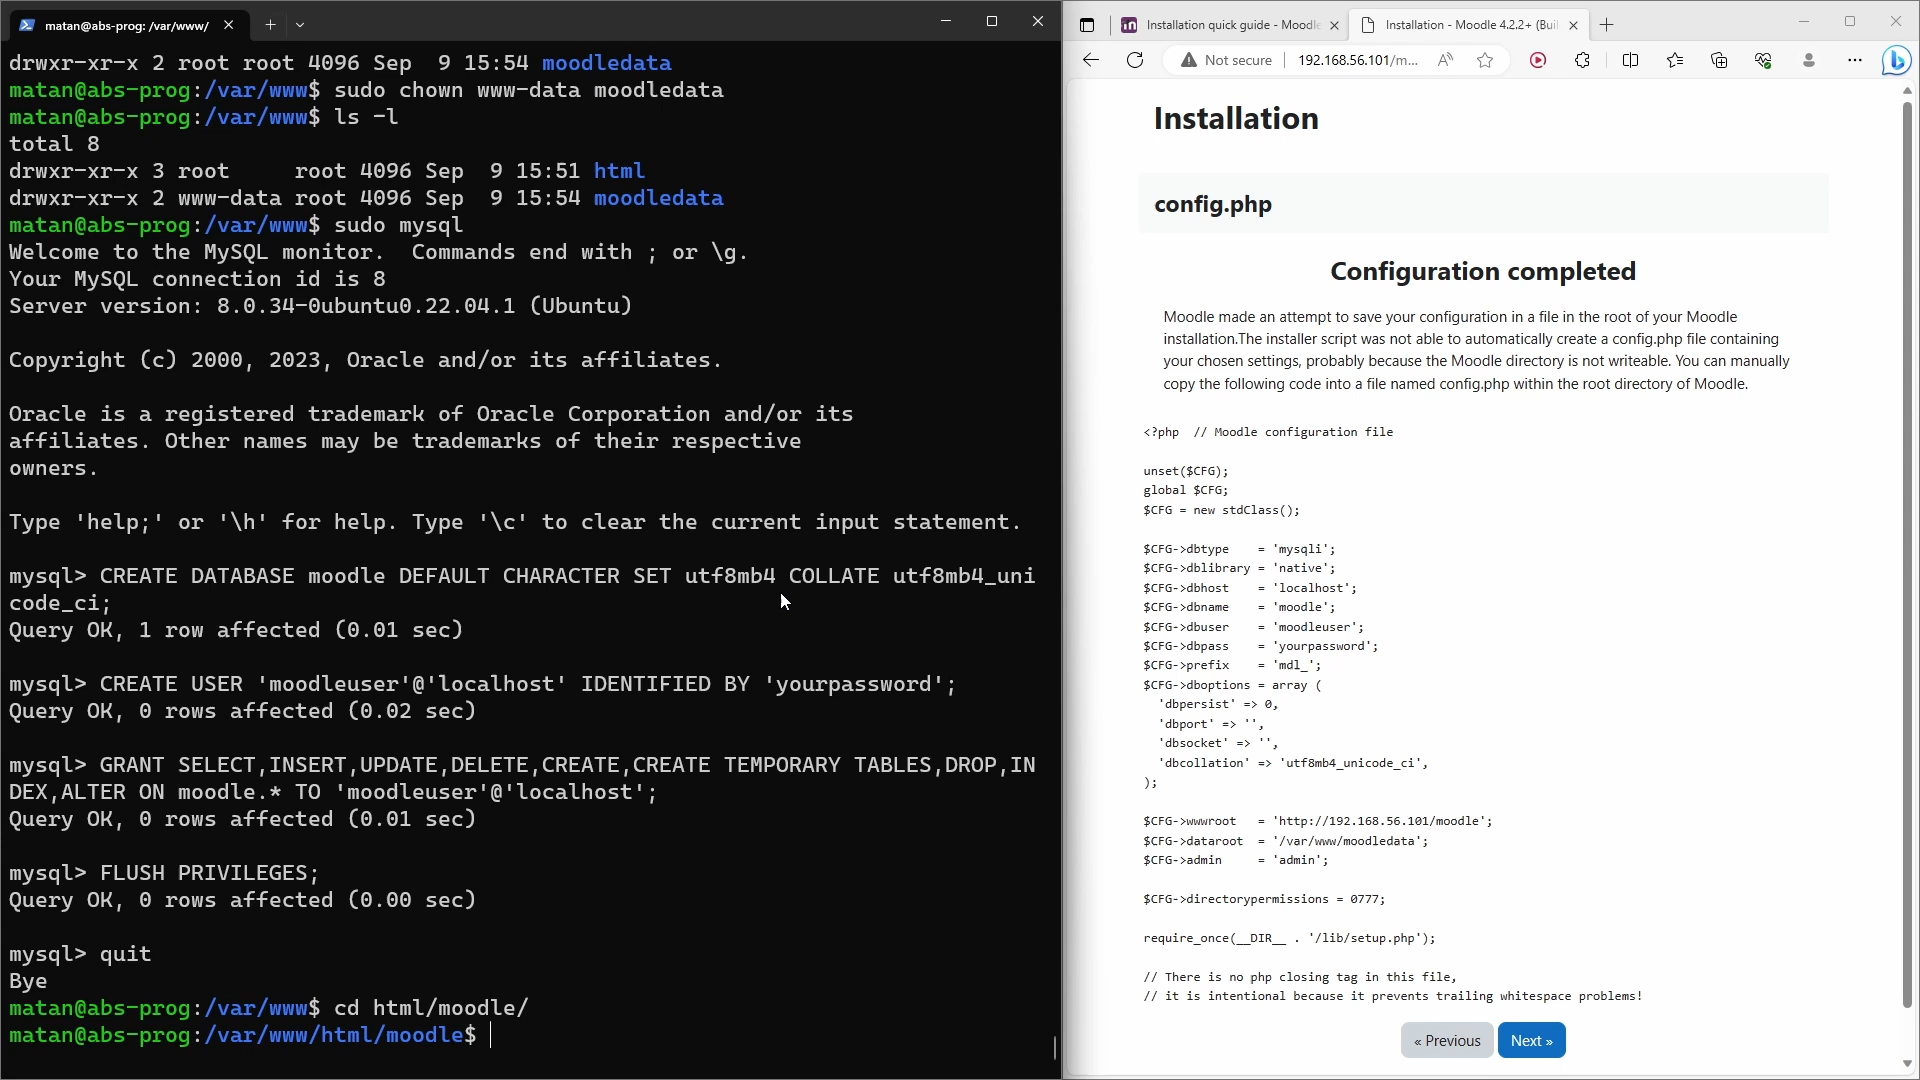 matan@abs-prog: /var/www/
drwxr-xr-x 2 root root 4096 Sep  9 15:54 moodledata
matan@abs-prog:/var/www$ sudo chown www-data moodledata
matan@abs-prog:/var/www$ ls -l
total 8
drwxr-xr-x 3 root     root 4096 Sep  9 15:51 html
drwxr-xr-x 2 www-data root 4096 Sep  9 15:54 moodledata
matan@abs-prog:/var/www$ sudo mysql
Welcome to the MySQL monitor.  Commands end with ; or \g.
Your MySQL connection id is 8
Server version: 8.0.34-0ubuntu0.22.04.1 (Ubuntu)
Copyright (c) 2000, 2023, Oracle and/or its affiliates.
Oracle is a registered trademark of Oracle Corporation and/or its
affiliates. Other names may be trademarks of their respective
owners.
Type 'help;' or '\h' for help. Type '\c' to clear the current input statement.
mysql> CREATE DATABASE moodle DEFAULT CHARACTER SET utf8mb4 COLLATE utf8mb4_uni
code_ci;
Query OK, 1 row affected (0.01 sec)
mysql> CREATE USER 'moodleuser'@'localhost' IDENTIFIED BY 'yourpassword';
Query OK, 0 rows affected (0.02 sec)
mysql> GRANT SELECT,INSERT,UPDATE,DELETE,CREATE,CREATE TEMPORARY TABLES,DROP,IN
DEX,ALTER ON moodle.* TO 'moodleuser'@'localhost';
Query OK, 0 rows affected (0.01 sec)
mysql> FLUSH PRIVILEGES;
Query OK, 0 rows affected (0.00 sec)
mysql> quit
Bye
matan@abs-prog:/var/www$ cd html/moodle/
matan@abs-prog:/var/www/html/moodle$
Installation quick guide - Moodle
Installation - Moodle 4.2.2+ (Bui
Not secure
192.168.56.101/m...
Installation
config.php
Configuration completed
Moodle made an attempt to save your configuration in a file in the root of your Moodle
installation.The installer script was not able to automatically create a config.php file containing
your chosen settings, probably because the Moodle directory is not writeable. You can manually
copy the following code into a file named config.php within the root directory of Moodle.
<?php  // Moodle configuration file
unset($CFG);
global $CFG;
$CFG = new stdClass();
$CFG->dbtype    = 'mysqli';
$CFG->dblibrary = 'native';
$CFG->dbhost    = 'localhost';
$CFG->dbname    = 'moodle';
$CFG->dbuser    = 'moodleuser';
$CFG->dbpass    = 'yourpassword';
$CFG->prefix    = 'mdl_';
$CFG->dboptions = array (
  'dbpersist' => 0,
  'dbport' => '',
  'dbsocket' => '',
  'dbcollation' => 'utf8mb4_unicode_ci',
);
$CFG->wwwroot   = 'http://192.168.56.101/moodle';
$CFG->dataroot  = '/var/www/moodledata';
$CFG->admin     = 'admin';
$CFG->directorypermissions = 0777;
require_once(__DIR__ . '/lib/setup.php');
// There is no php closing tag in this file,
// it is intentional because it prevents trailing whitespace problems!
« Previous
Next »